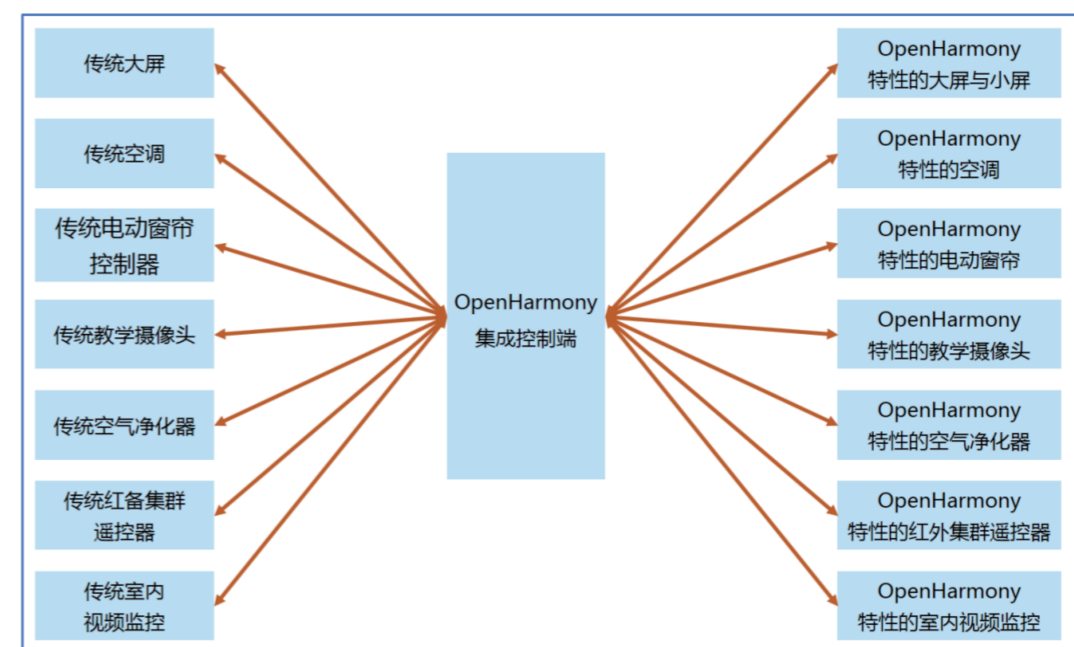 传统大屏
传统空调
传统电动窗帘
控制器
传统教学摄像头
传统空气净化器
传统红备集群
遥控器
传统室内
视频监控
OpenHarmony
集成控制端
OpenHarmony
特性的大屏与小屏
OpenHarmony
特性的空调
OpenHarmony
特性的电动窗帘
OpenHarmony
特性的教学摄像头
OpenHarmony
特性的空气净化器
OpenHarmony
特性的红外集群遥控器
OpenHarmony
特性的室内视频监控